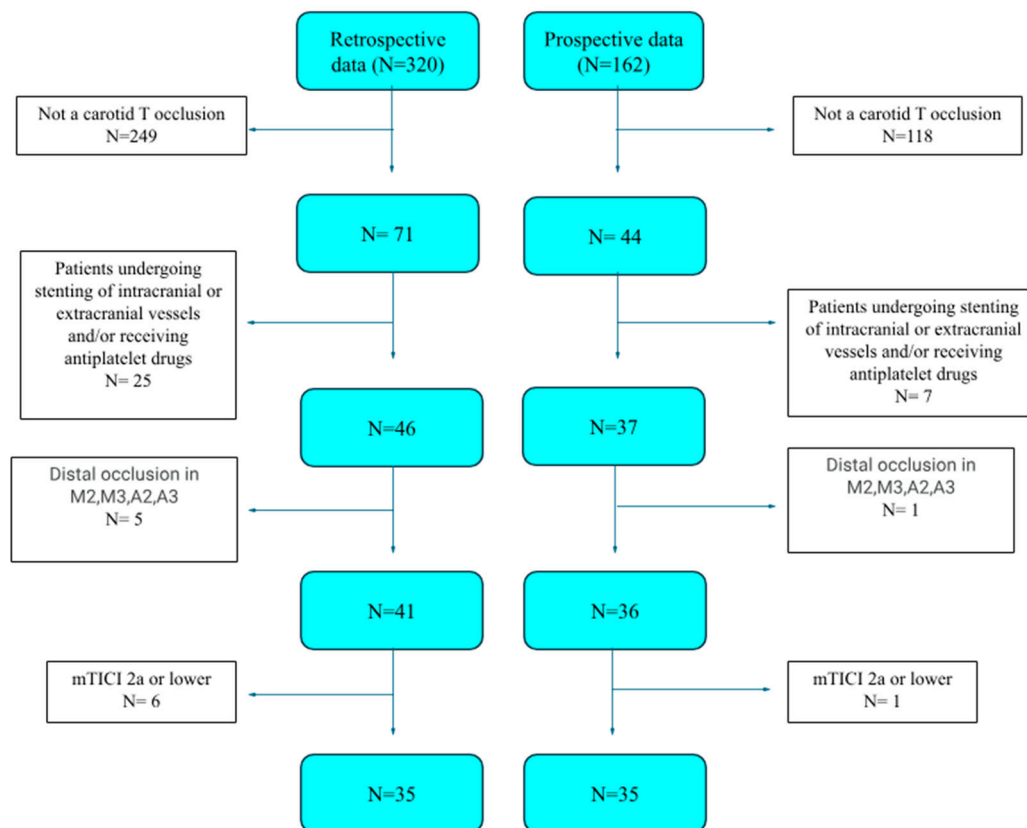 Retrospective
data (N=320)
Prospective data
(N=162)
Not a carotid T occlusion
N=249
Not a carotid T occlusion
N=118
N= 71
N= 44
Patients undergoing
stenting of intracranial or
extracranial vessels
and/or receiving
antiplatelet drugs
N= 25
Patients undergoing stenting
of intracranial or extracranial
vessels and/or receiving
antiplatelet drugs
N= 7
N=46
N=37
Distal occlusion in
M2,M3,A2,A3
N= 5
Distal occlusion in
M2,M3,A2,A3
N= 1
N=41
N=36
mTICI 2a or lower
N= 6
mTICI 2a or lower
N= 1
N=35
N=35